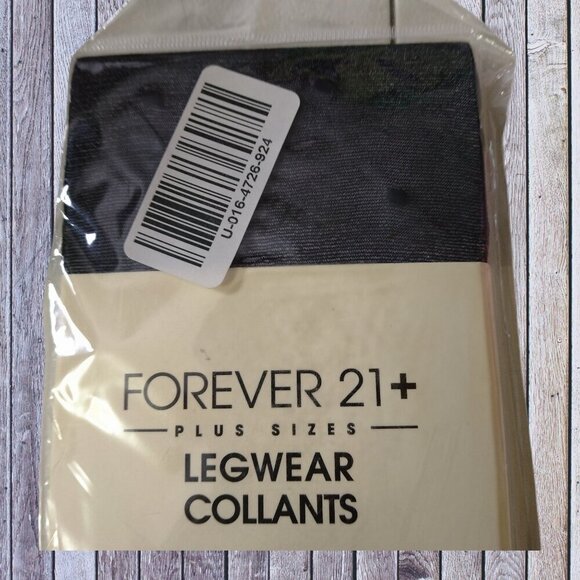 U-016-4726-924
FOREVER 21+
PLUS SIZES
LEGWEAR
COLLANTS